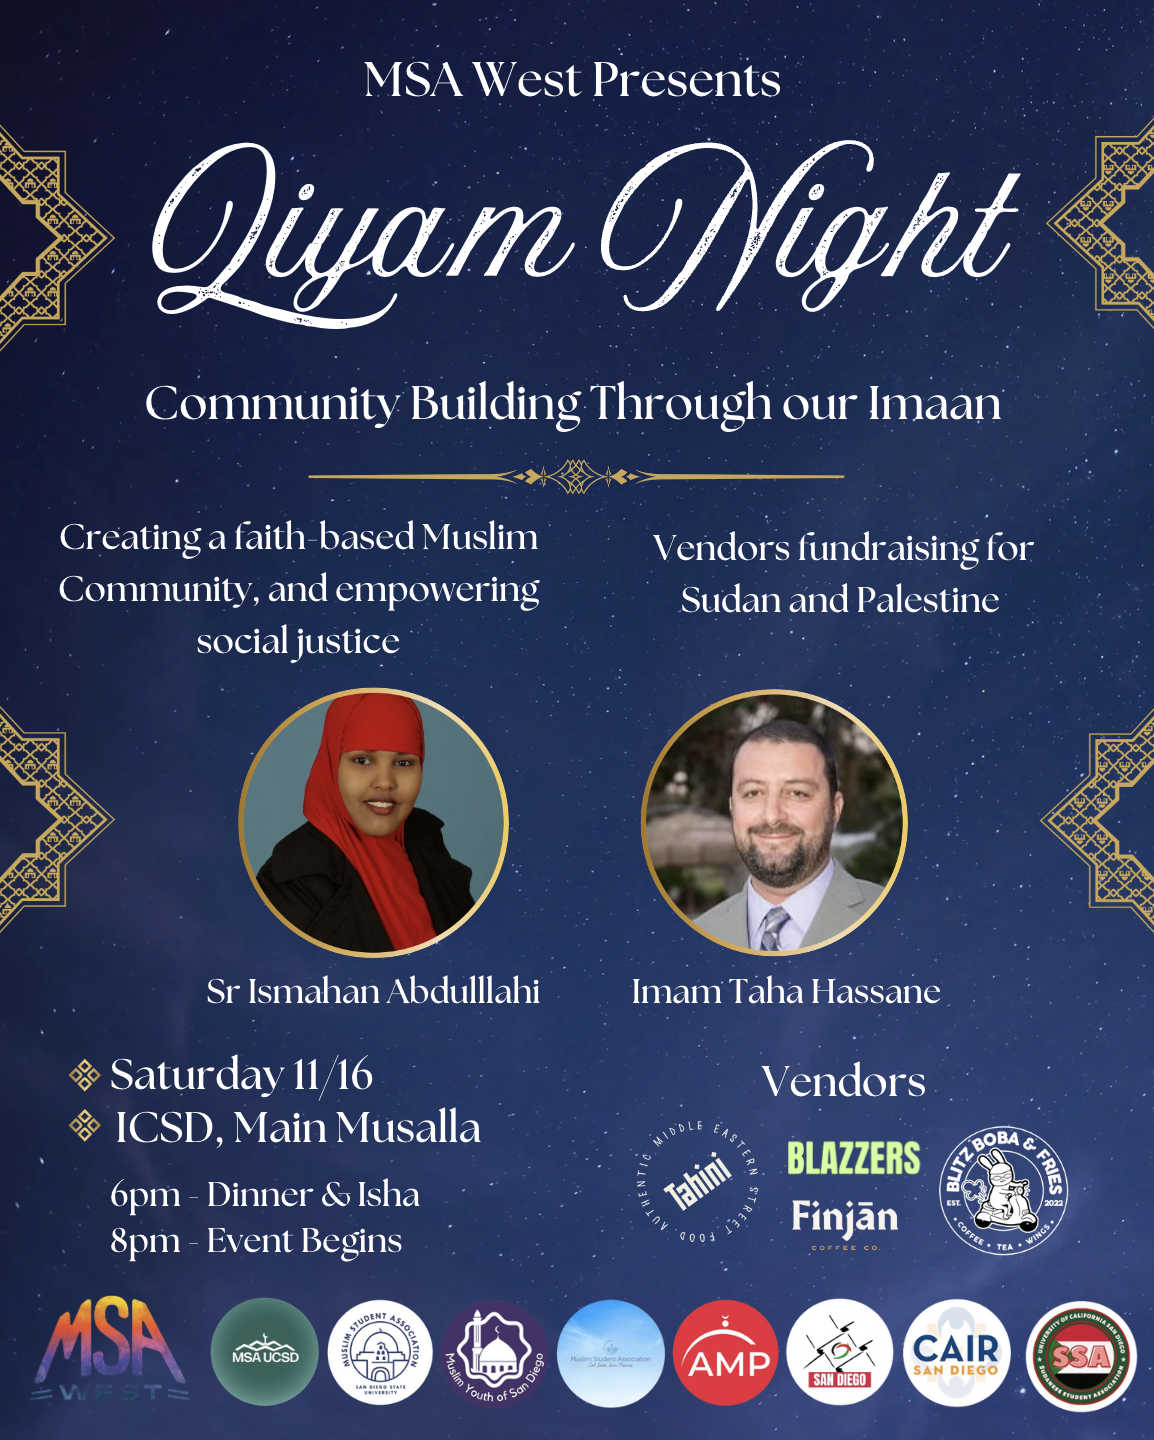 MSA West Presents
Qiyam Night
Community Building Through our Imaan
Creating a faith-based Muslim
Community, and empowering
social justice
Vendors fundraising for
Sudan and Palestine
Sr Ismahan Abdulllahi
Imam Taha Hassane
Saturday 11/16
ICSD, Main Musalla
6pm - Dinner & Isha
8pm - Event Begins
Vendors
AUTHENTIC MIDDLE EASTERN STREET FOOD.
Tahini
BLAZZERS
Finjān
COFFEE CO.
BLITZ BOBA & FRIES
EST. 2022
COFFEE • TEA • WINGS
MSA
WEST
MSA UCSD
MUSLIM STUDENT ASSOCIATION
SAN DIEGO STATE
UNIVERSITY
Muslim Youth of San Diego
Muslim Student Association
AMP
SAN DIEGO
CAIR
SAN DIEGO
UNIVERSITY OF CALIFORNIA SAN DIEGO
SSA
SUDANESE STUDENT ASSOCIATION